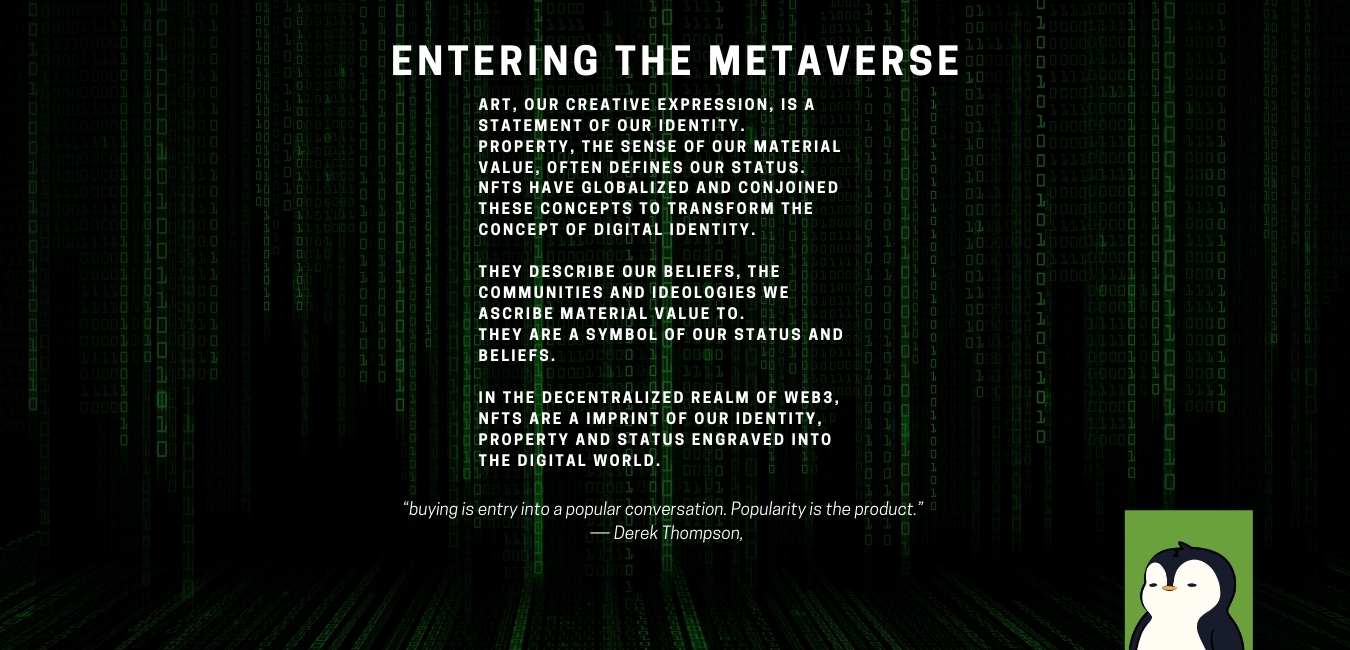 ENTERING THE METAVERSE
ART, OUR CREATIVE EXPRESSION, IS A
STATEMENT OF OUR IDENTITY.
PROPERTY, THE SENSE OF OUR MATERIAL
VALUE, OFTEN DEFINES OUR STATUS.
NFTS HAVE GLOBALIZED AND CONJOINED
THESE CONCEPTS TO TRANSFORM THE
CONCEPT OF DIGITAL IDENTITY.
THEY DESCRIBE OUR BELIEFS, THE
COMMUNITIES AND IDEOLOGIES WE
ASCRIBE MATERIAL VALUE TO.
THEY ARE A SYMBOL OF OUR STATUS AND
BELIEFS.
IN THE DECENTRALIZED REALM OF WEB3,
NFTS ARE A IMPRINT OF OUR IDENTITY,
PROPERTY AND STATUS ENGRAVED INTO
THE DIGITAL WORLD.
“buying is entry into a popular conversation. Popularity is the product.”
— Derek Thompson,